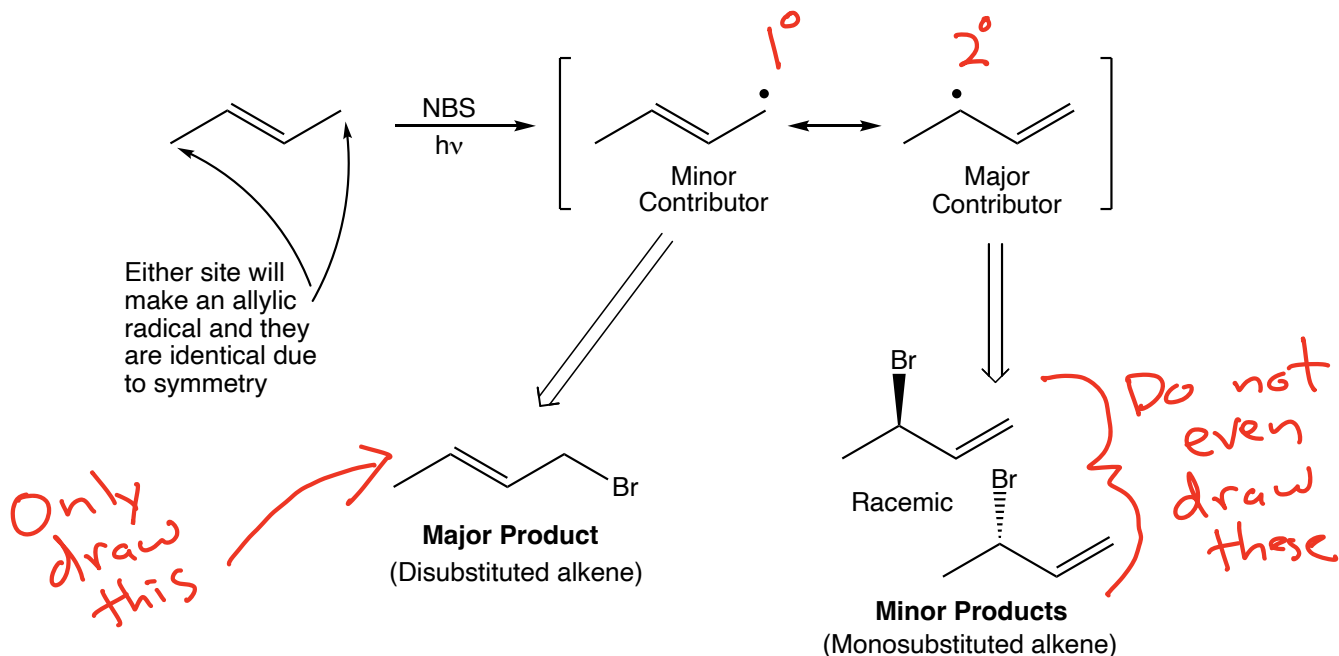 1°
2°
NBS
hν
Minor
Contributor
Major
Contributor
Either site will
make an allylic
radical and they
are identical due
to symmetry
Only
draw
this
Br
Major Product
(Disubstituted alkene)
Br
Racemic
Br
Minor Products
(Monosubstituted alkene)
Do not
even
draw
these